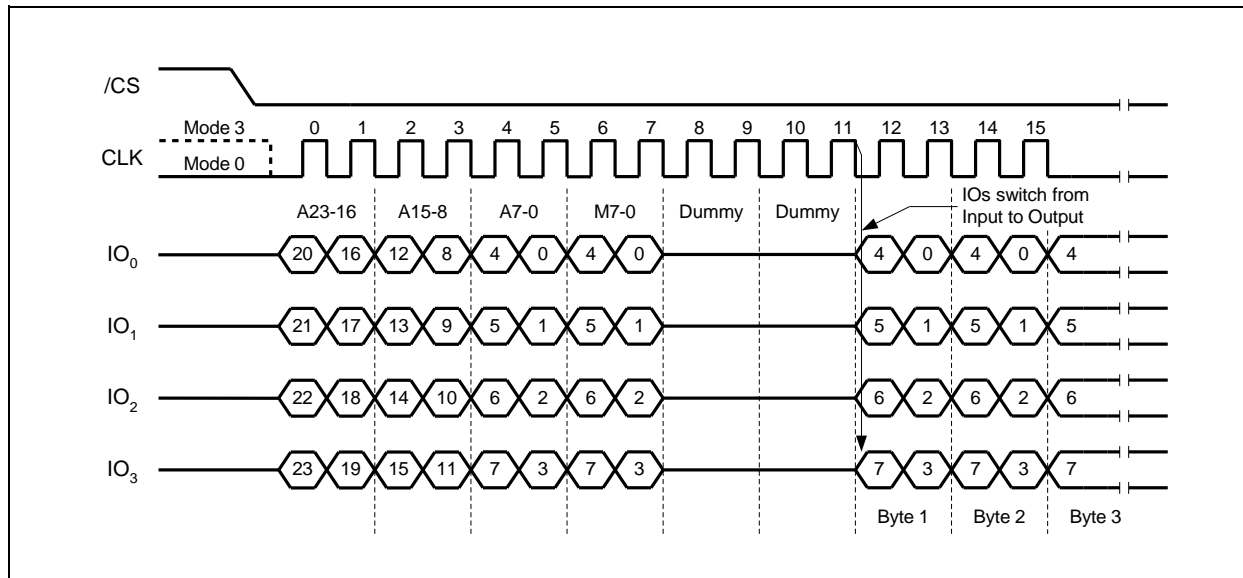 /CS
Mode 3 0 1 2 3 4 5 6 7 8 9 10 11 12 13 14 15
CLK
Mode 0
IOs switch from
A23-16 A15-8 A7-0 M7-0 Dummy Dummy
Input to Output
IO0 20 16 12 8 4 0 4 0 4 0 4 0 4
IO1 21 17 13 9 5 1 5 1 5 1 5 1 5
IO2 22 18 14 10 6 2 6 2 6 2 6 2 6
IO3 23 19 15 11 7 3 7 3 7 3 7 3 7
Byte 1 Byte 2 Byte 3